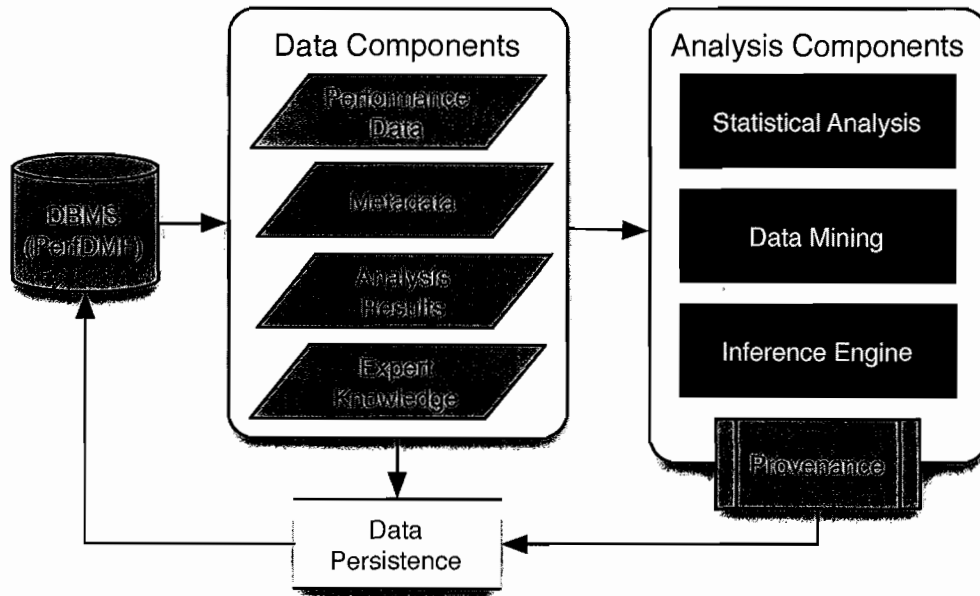 Data Components
Performance
Data
Metadata
Analysis
Results
Expert
Knowledge
Analysis Components
Statistical Analysis
Data Mining
Inference Engine
Provenance
DBMS
(PerfDMF)
Data
Persistence